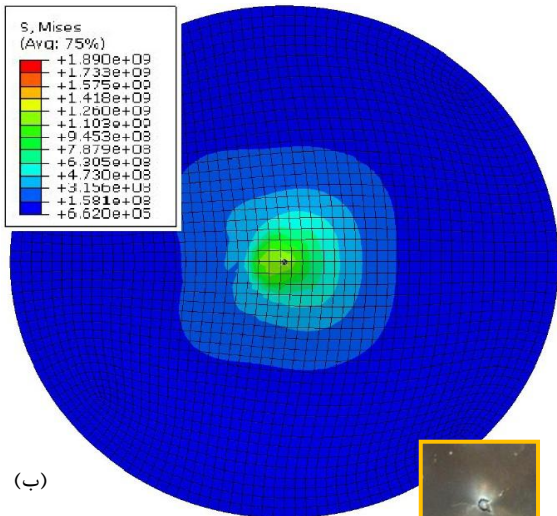 S, Mises
(Avg: 75%)
+1.890e+09
+1.733e+09
+1.575e+09
+1.418e+09
+1.260e+09
+1.103e+09
+9.453e+08
+7.879e+08
+6.305e+08
+4.730e+08
+3.156e+08
+1.581e+08
+6.620e+05
(ب)